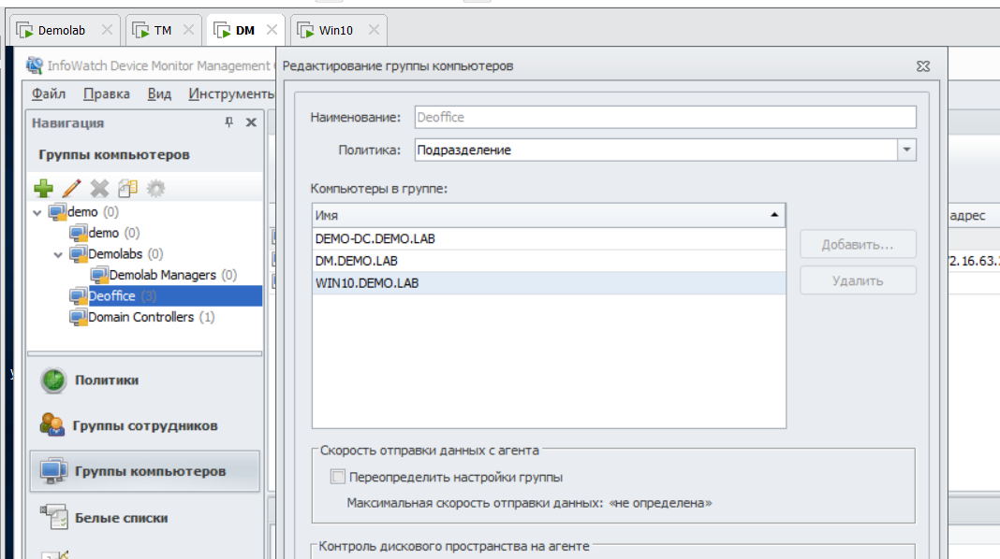 Demolab
TM
DM
Win10
InfoWatch Device Monitor Management
Редактирование группы компьютеров
Файл Правка Вид Инструменты
Навигация
Группы компьютеров
demo (0)
demo (0)
Demolabs (0)
Demolab Managers (0)
Deoffice (3)
Domain Controllers (1)
Политики
Группы сотрудников
Группы компьютеров
Белые списки
Наименование: Deoffice
Политика: Подразделение
Компьютеры в группе:
Имя
DEMO-DC.DEMO.LAB
DM.DEMO.LAB
WIN10.DEMO.LAB
Добавить...
Удалить
Скорость отправки данных с агента
Переопределить настройки группы
Максимальная скорость отправки данных: «не определена»
Контроль дискового пространства на агенте
адрес
2.16.63.